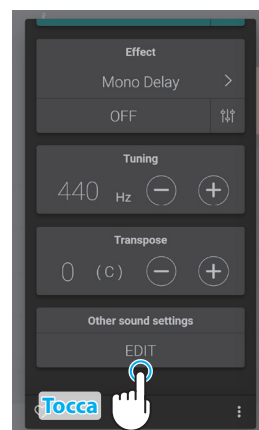 Effect
Mono Delay
OFF
Tuning
440 Hz
Transpose
0 (C)
Other sound settings
EDIT
Tocca